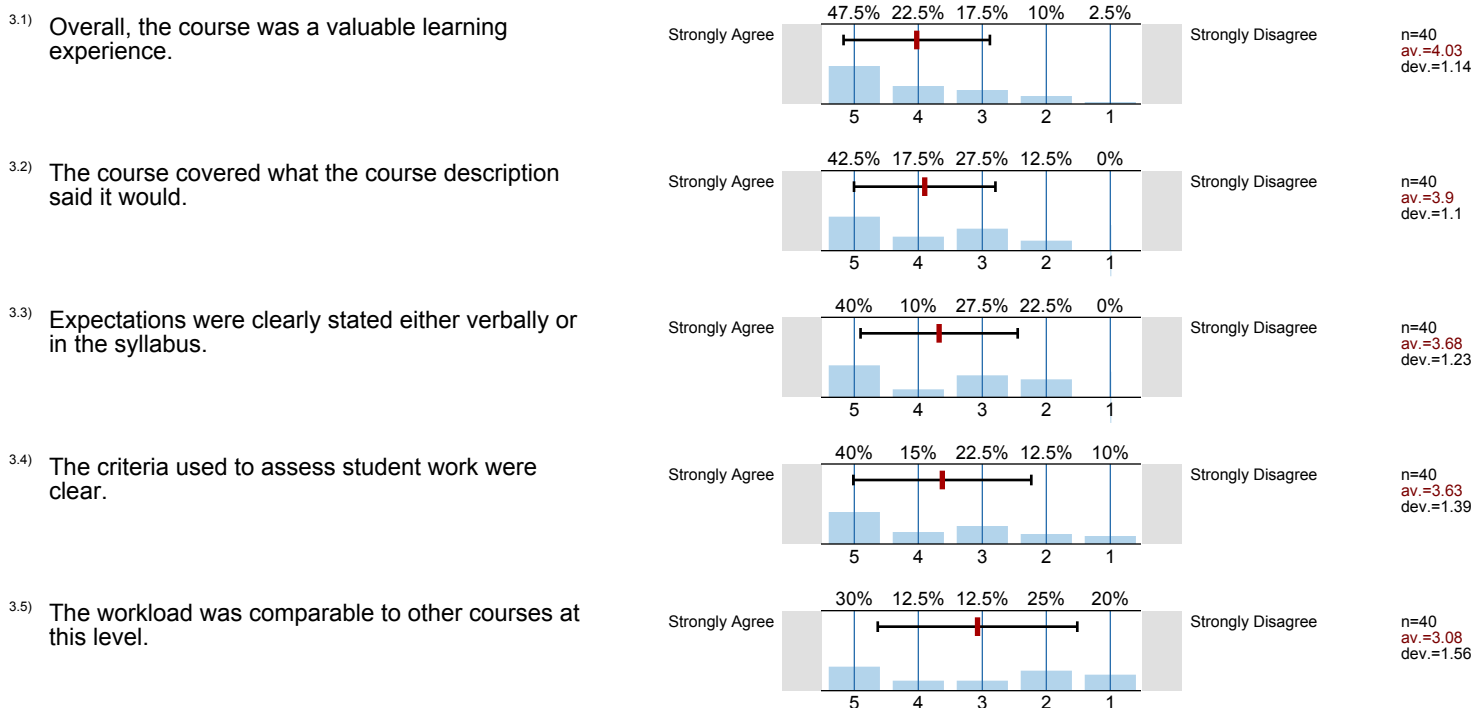 47.5% 22.5% 17.5% 10% 2.5%
3.1) Overall, the course was a valuable learning
experience.
Strongly Agree
Strongly Disagree
n=40
av.=4.03
dev.=1.14
5 4 3 2 1
42.5% 17.5% 27.5% 12.5% 0%
3.2) The course covered what the course description
said it would.
Strongly Agree
Strongly Disagree
n=40
av.=3.9
dev.=1.1
5 4 3 2 1
40% 10% 27.5% 22.5% 0%
3.3) Expectations were clearly stated either verbally or
in the syllabus.
Strongly Agree
Strongly Disagree
n=40
av.=3.68
dev.=1.23
5 4 3 2 1
40% 15% 22.5% 12.5% 10%
3.4) The criteria used to assess student work were
clear.
Strongly Agree
Strongly Disagree
n=40
av.=3.63
dev.=1.39
5 4 3 2 1
30% 12.5% 12.5% 25% 20%
3.5) The workload was comparable to other courses at
this level.
Strongly Agree
Strongly Disagree
n=40
av.=3.08
dev.=1.56
5 4 3 2 1